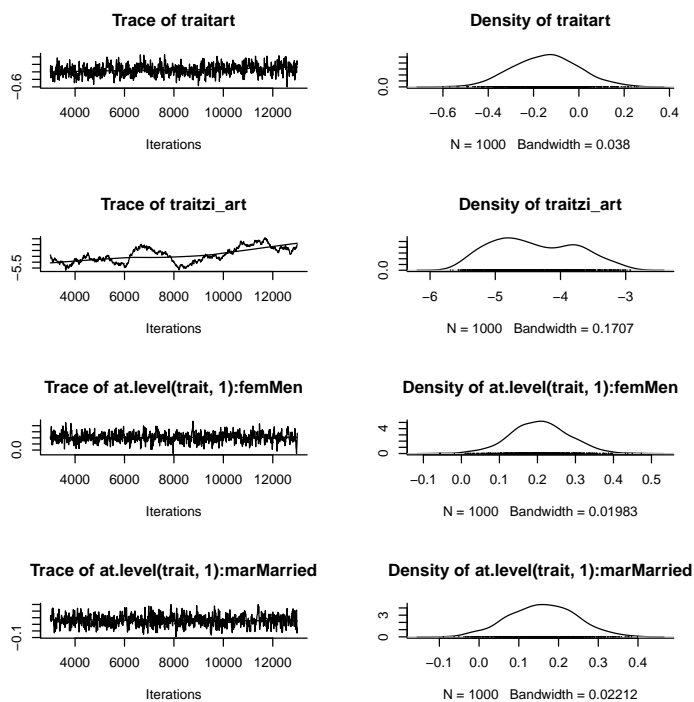 Trace of traitart
Density of traitart
−0.6
4000 6000 8000 10000 12000
Iterations
0.0
−0.6 −0.4 −0.2 0.0 0.2 0.4
N = 1000 Bandwidth = 0.038
Trace of traitzi_art
Density of traitzi_art
−5.5
4000 6000 8000 10000 12000
Iterations
0.0
−6 −5 −4 −3
N = 1000 Bandwidth = 0.1707
Trace of at.level(trait, 1):femMen
Density of at.level(trait, 1):femMen
0.0
4000 6000 8000 10000 12000
Iterations
0 4
−0.1 0.0 0.1 0.2 0.3 0.4 0.5
N = 1000 Bandwidth = 0.01983
Trace of at.level(trait, 1):marMarried
Density of at.level(trait, 1):marMarried
−0.1
4000 6000 8000 10000 12000
Iterations
0 3
−0.1 0.0 0.1 0.2 0.3 0.4
N = 1000 Bandwidth = 0.02212